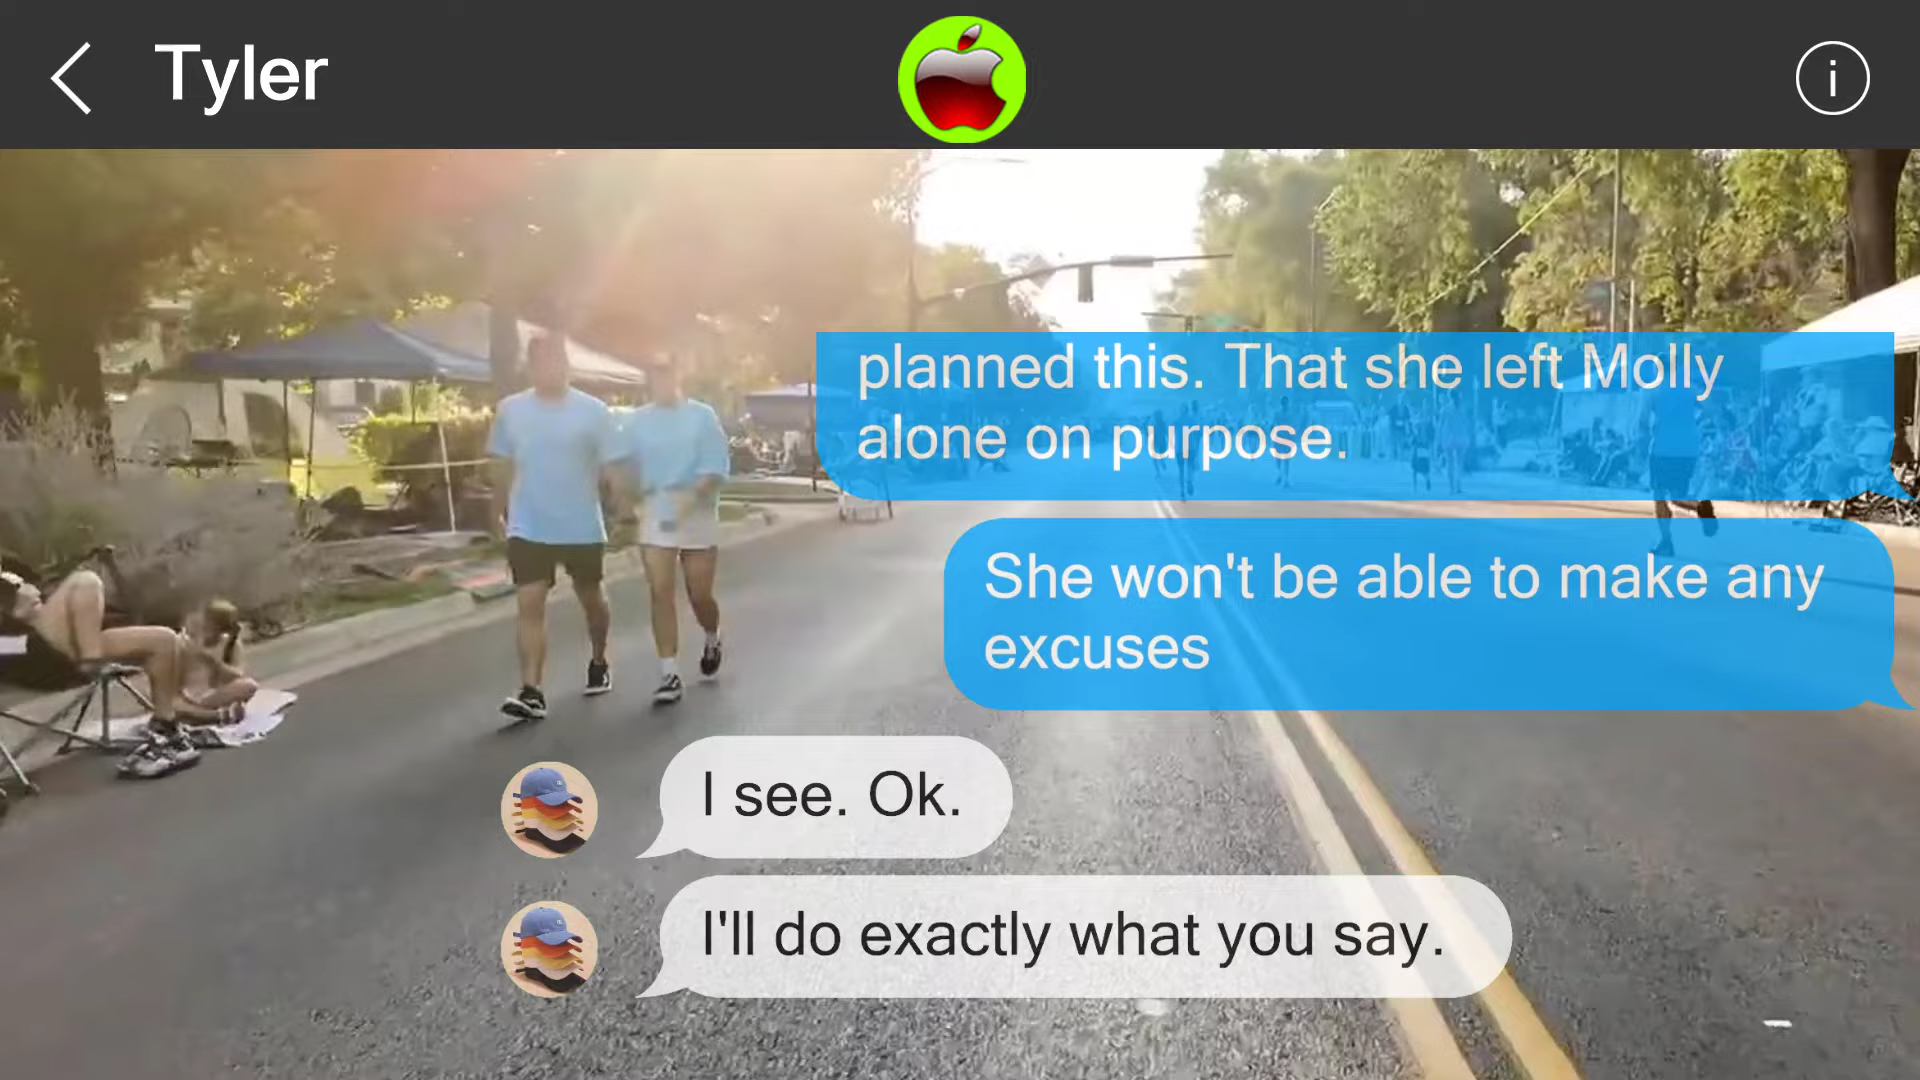 Tyler
i
planned this. That she left Molly
alone on purpose.
She won't be able to make any
excuses
I see. Ok.
I'll do exactly what you say.